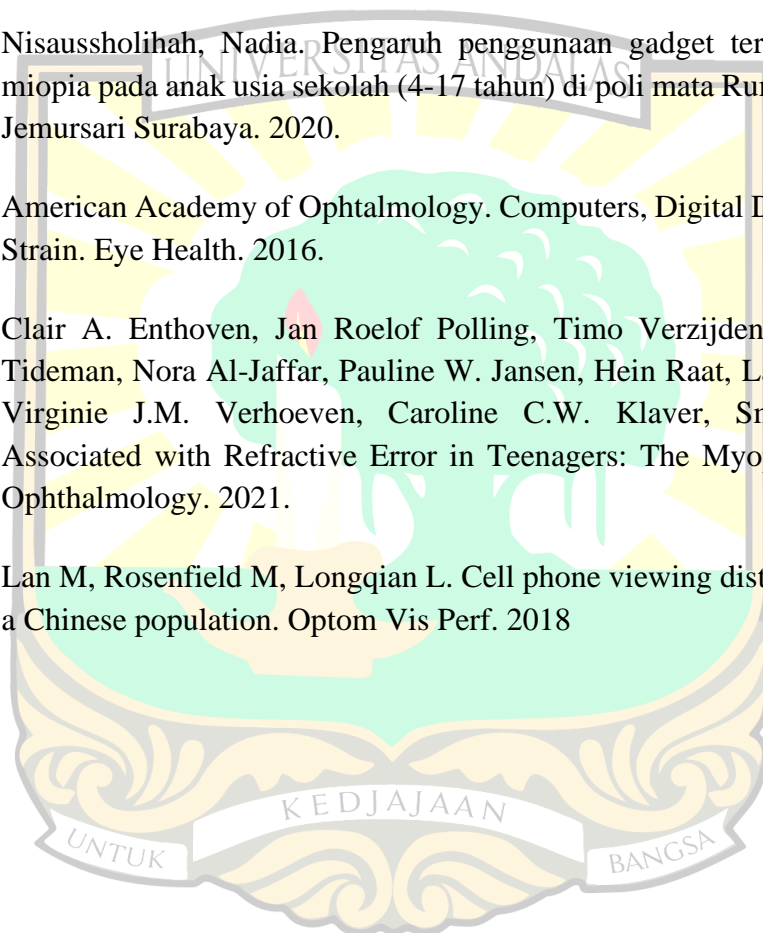 Nisaussholihah, Nadia. Pengaruh penggunaan gadget ter
UNIVERSITAS ANDALAS
miopia pada anak usia sekolah (4-17 tahun) di poli mata Ru
Jemursari Surabaya. 2020.
American Academy of Ophtalmology. Computers, Digital D
Strain. Eye Health. 2016.
Clair A. Enthoven, Jan Roelof Polling, Timo Verzijden
Tideman, Nora Al-Jaffar, Pauline W. Jansen, Hein Raat, L
Virginie J.M. Verhoeven, Caroline C.W. Klaver, Sm
Associated with Refractive Error in Teenagers: The Myo
Ophthalmology. 2021.
Lan M, Rosenfield M, Longqian L. Cell phone viewing dist
a Chinese population. Optom Vis Perf. 2018
UNTUK KEDJAJAAN BANGSA